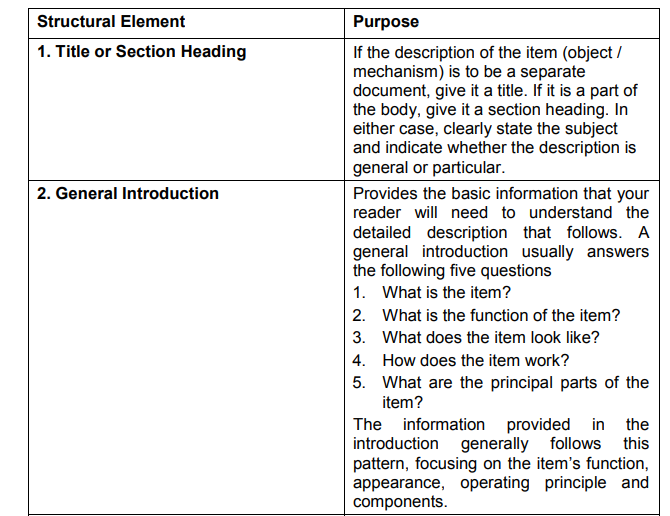 Structural Element
Purpose
1. Title or Section Heading
If the description of the item (object /
mechanism) is to be a separate
document, give it a title. If it is a part of
the body, give it a section heading. In
either case, clearly state the subject
and indicate whether the description is
general or particular.
2. General Introduction
Provides the basic information that your
reader will need to understand the
detailed description that follows. A
general introduction usually answers
the following five questions
1. What is the item?
2. What is the function of the item?
3. What does the item look like?
4. How does the item work?
5. What are the principal parts of the
item?
The information provided in the
introduction generally follows this
pattern, focusing on the item's function,
appearance, operating principle and
components.